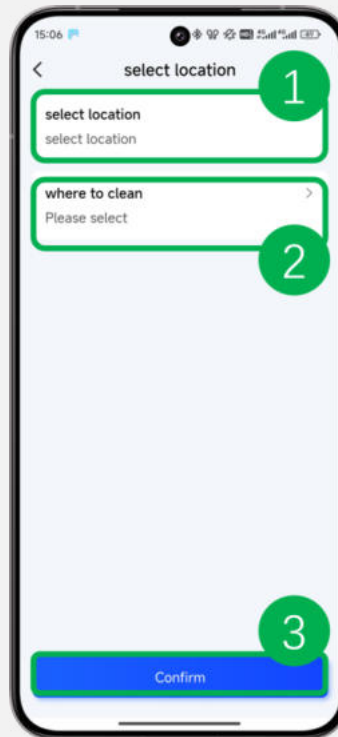 15:06
select location
1
select location
select location
where to clean
Please select
2
3
Confirm